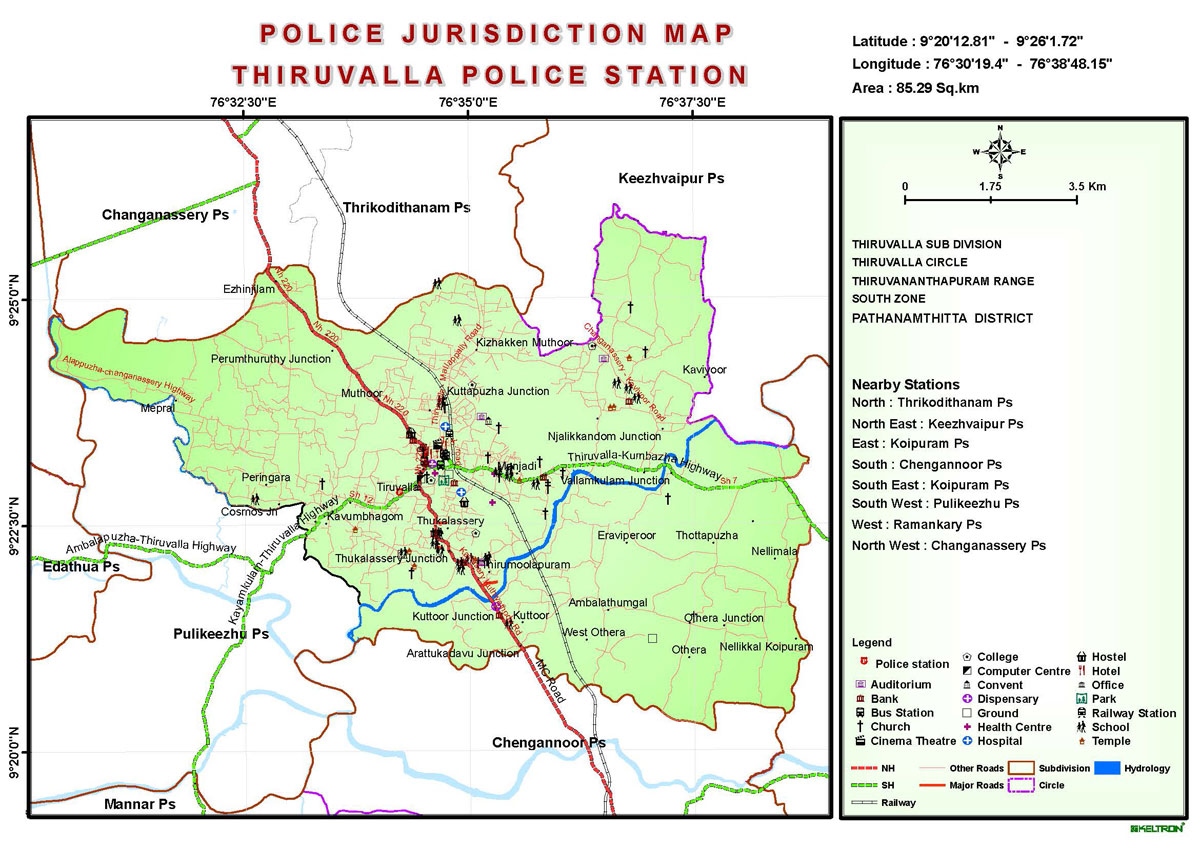 POLICE JURISDICTION MAP
THIRUVALLA POLICE STATION
Latitude : 9°20'12.81" - 9°26'1.72"
Longitude : 76°30'19.4" - 76°38'48.15"
Area : 85.29 Sq.km
76°32'30"E
76°35'0"E
76°37'30"E
9°25'0"N
9°22'30"N
9°20'0"N
Keezhvaipur Ps
Changanassery Ps
Thrikodithanam Ps
Ezhinjilam
Nh 220
Nh 220
Kizhakken Muthoor
Perumthuruthy Junction
Alappuzha-changanassery Highway
Kaviyoor
Muthoor
Kuttapuzha Junction
Nh 220
Mepral
Njalikkandom Junction
Thiruvalla-Kumbazha Highway
Sh 7
Manjadi
Vallamkulam Junction
Peringara
Tiruvalla
Sh 12
Cosmos Jn
Kavumbhagom
Thukalassery
Eraviperoor
Thottapuzha
Nellimala
Ambalapuzha-Thiruvalla Highway
Kayamkulam-Thiruvalla Highway
Edathua Ps
Thukalassery Junction
Thirumoolapuram
Ambalathumgal
Kuttoor Junction
Kuttoor
Othera Junction
Pulikeezhu Ps
West Othera
Othera
Nellikkal Koipuram
Arattukadavu Junction
MC Road
Chengannoor Ps
Mannar Ps
N
W
E
S
0 1.75 3.5 Km
THIRUVALLA SUB DIVISION
THIRUVALLA CIRCLE
THIRUVANANTHAPURAM RANGE
SOUTH ZONE
PATHANAMTHITTA DISTRICT
Nearby Stations
North : Thrikodithanam Ps
North East : Keezhvaipur Ps
East : Koipuram Ps
South : Chengannoor Ps
South East : Koipuram Ps
South West : Pulikeezhu Ps
West : Ramankary Ps
North West : Changanassery Ps
Legend
Police station
Auditorium
Bank
Bus Station
Church
Cinema Theatre
College
Computer Centre
Convent
Dispensary
Ground
Health Centre
Hospital
Hostel
Hotel
Office
Park
Railway Station
School
Temple
NH
SH
Railway
Other Roads
Major Roads
Subdivision
Circle
Hydrology
KELTRON